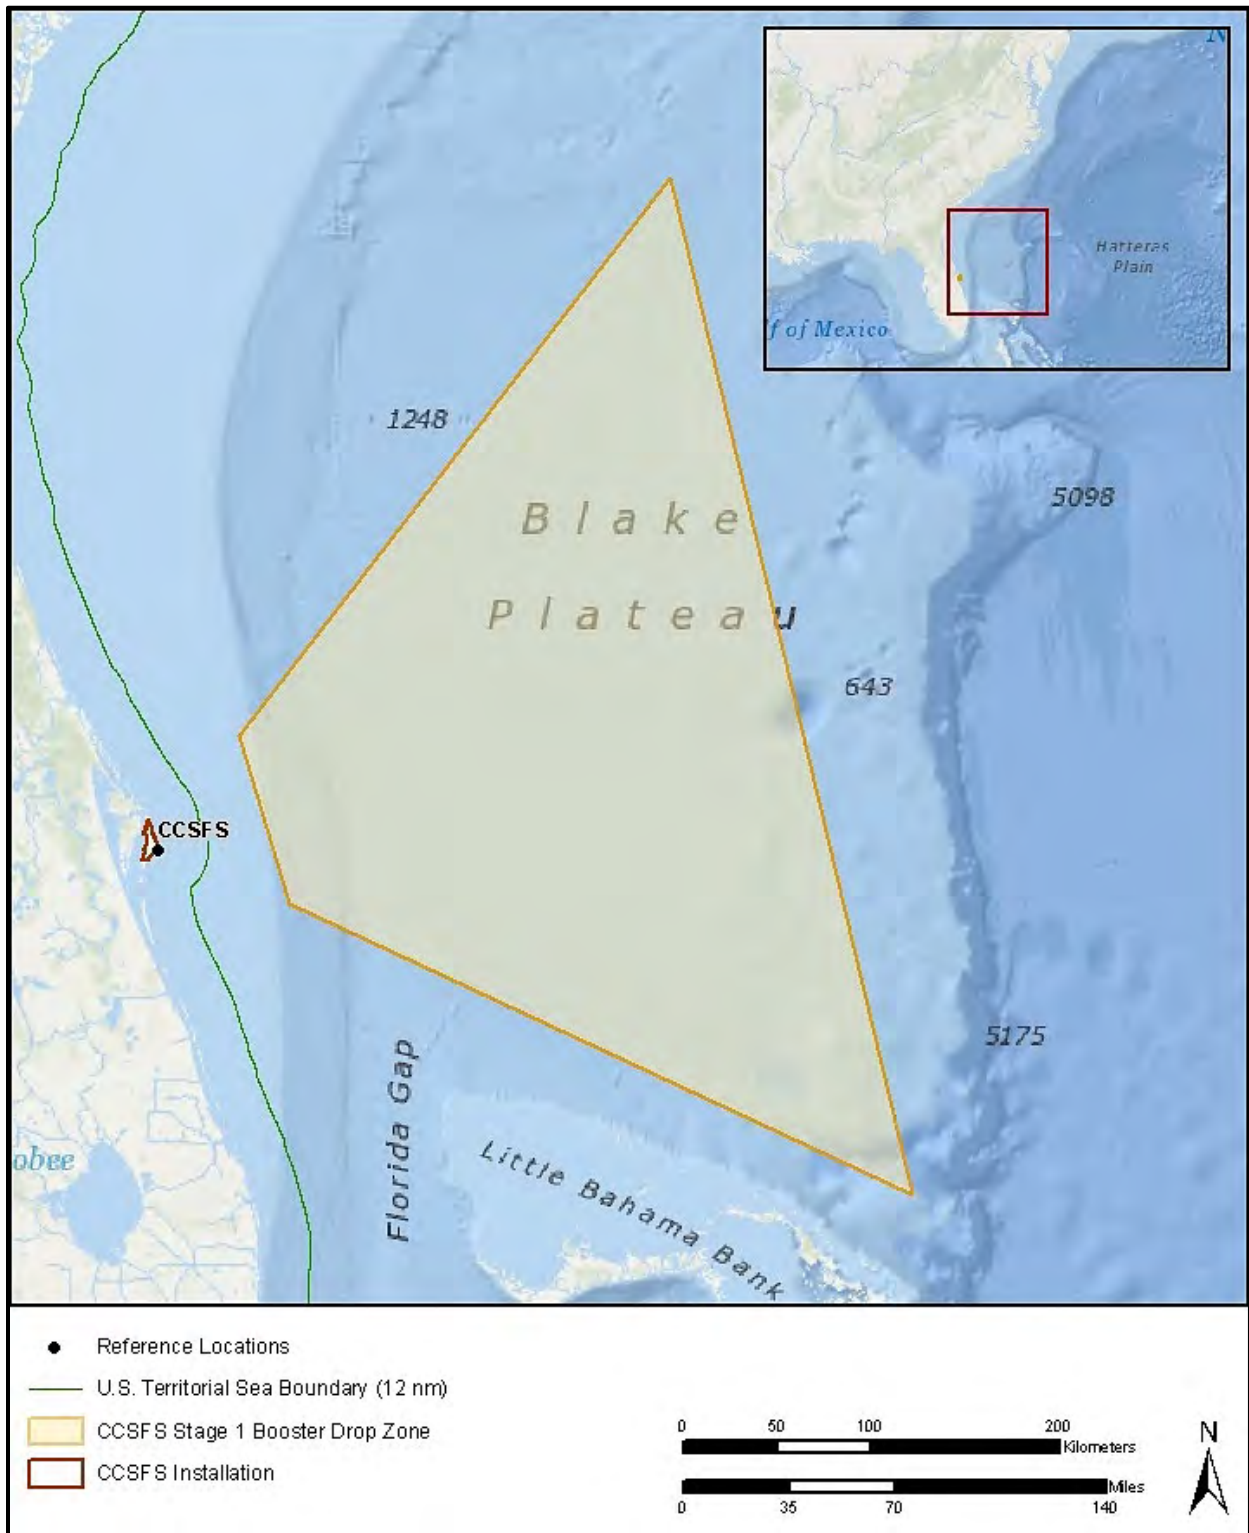 N
Hatteras
Plain
f of Mexico
1248
5098
Blake
Plateau
643
CCSFS
5175
Florida Gap
obee
Little Bahama Bank
Reference Locations
U.S. Territorial Sea Boundary (12 nm)
CCSFS Stage 1 Booster Drop Zone
CCSFS Installation
0 50 100 200
Kilometers
Miles
0 35 70 140
N